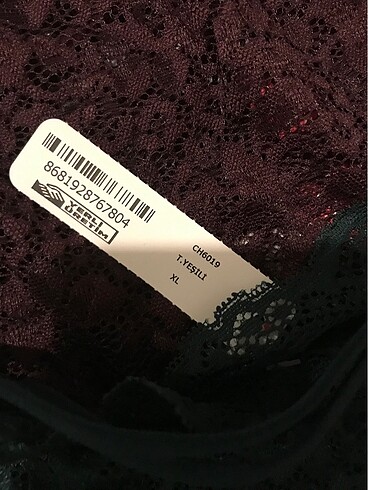 8681928767804
YERLİ
ÜRETİM
CH6019
T.YEŞİLİ
XL